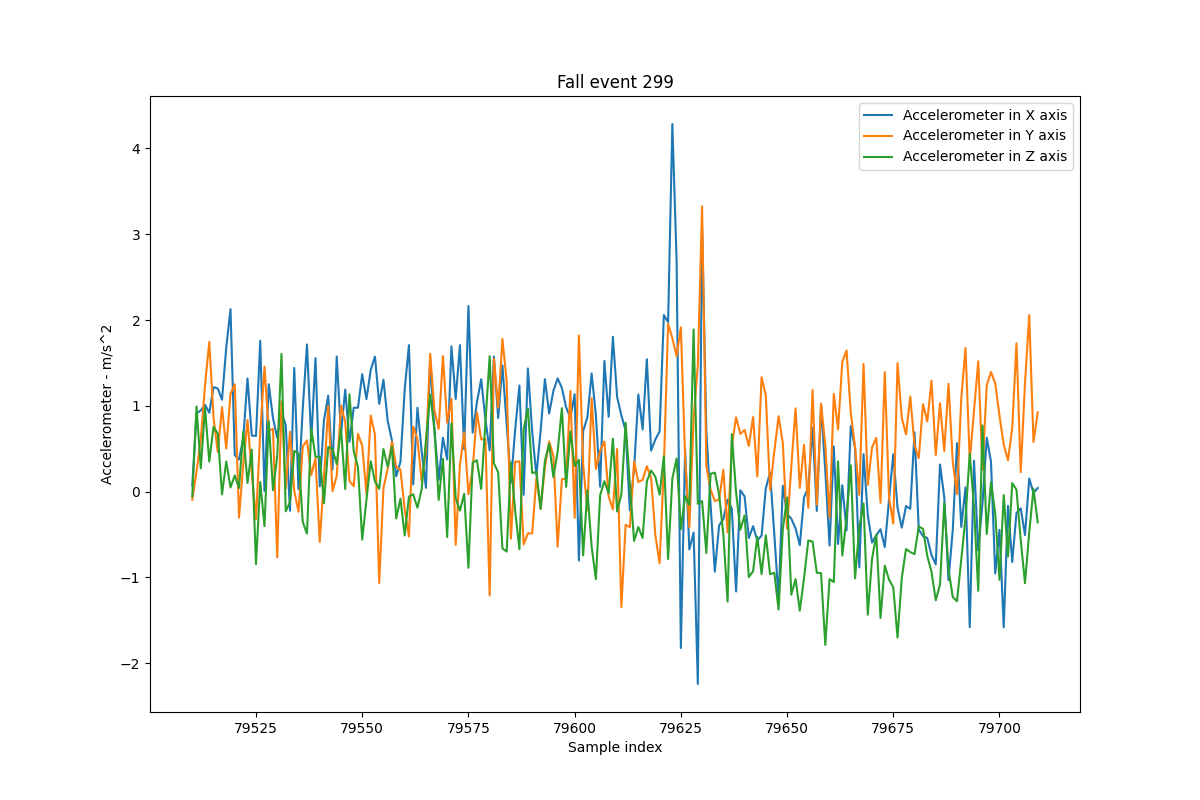 Fall event 299
Accelerometer in X axis
Accelerometer in Y axis
Accelerometer in Z axis
Accelerometer - m/s^2
4
3
2
1
0
−1
−2
79525 79550 79575 79600 79625 79650 79675 79700
Sample index